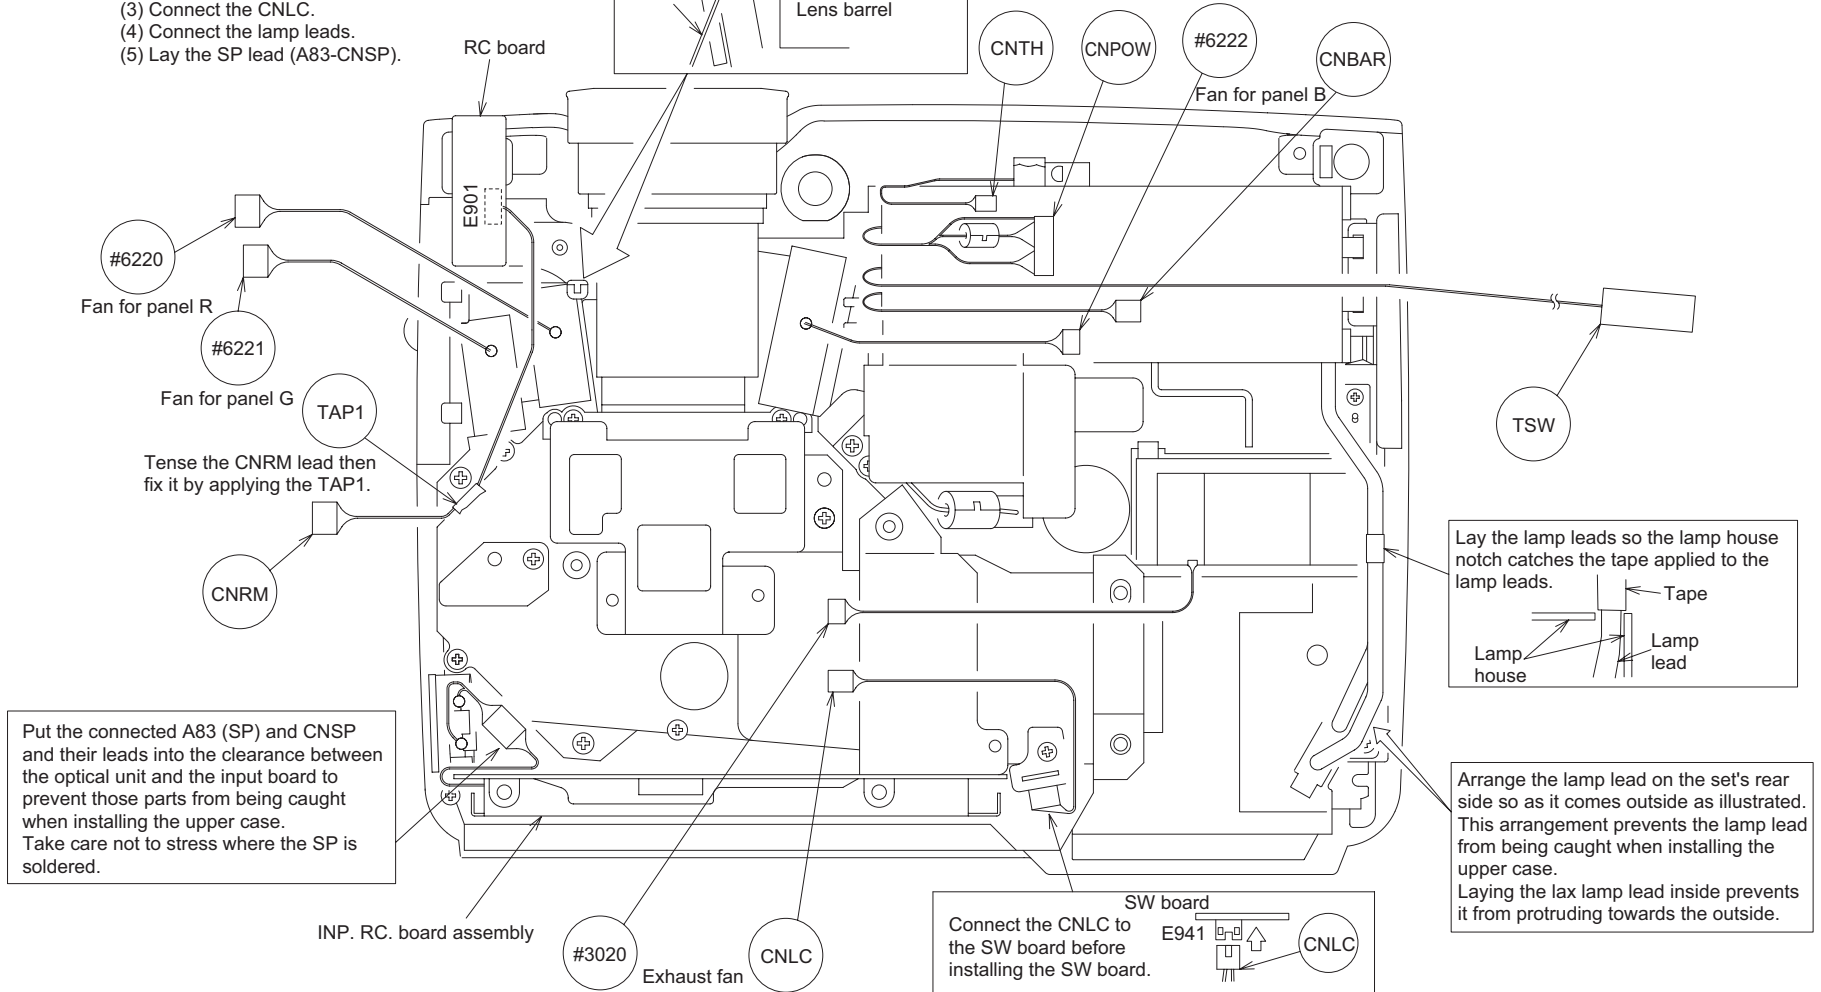 (3) Connect the CNLC.
(4) Connect the lamp leads.
(5) Lay the SP lead (A83-CNSP).
Lens barrel
RC board
CNTH
CNPOW
#6222
CNBAR
Fan for panel B
E901
#6220
Fan for panel R
#6221
Fan for panel G
TAP1
TSW
Tense the CNRM lead then
fix it by applying the TAP1.
CNRM
Lay the lamp leads so the lamp house
notch catches the tape applied to the
lamp leads.
Tape
Lamp
house
Lamp
lead
Put the connected A83 (SP) and CNSP
and their leads into the clearance between
the optical unit and the input board to
prevent those parts from being caught
when installing the upper case.
Take care not to stress where the SP is
soldered.
Arrange the lamp lead on the set's rear
side so as it comes outside as illustrated.
This arrangement prevents the lamp lead
from being caught when installing the
upper case.
Laying the lax lamp lead inside prevents
it from protruding towards the outside.
INP. RC. board assembly
#3020
Exhaust fan
CNLC
SW board
Connect the CNLC to
the SW board before
installing the SW board.
E941
CNLC